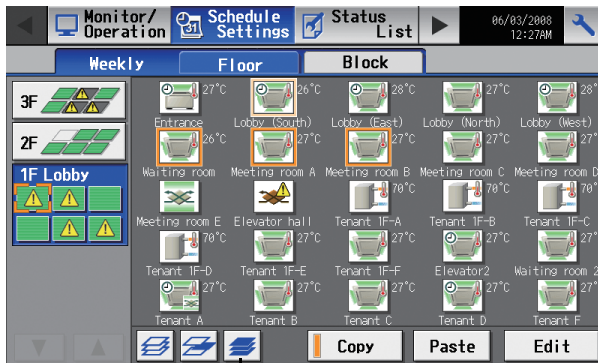 Monitor/ Operation
Schedule Settings
Status List
06/03/2008
12:27AM
Weekly
Floor
Block
3F
2F
1F Lobby
27°C 26°C 28°C 27°C 28°
Entrance Lobby (South) Lobby (East) Lobby (North) Lobby (West)
26°C 27°C 27°C 27°C 27°
Waiting room Meeting room A Meeting room B Meeting room C Meeting room D
70°C 70°C 70°
Meeting room E Elevator hall Tenant 1F-A Tenant 1F-B Tenant 1F-C
70°C 27°C 27°C 27°C 27°
Tenant 1F-D Tenant 1F-E Tenant 1F-F Elevator2 Waiting room 2
27°C 27°C 27°C 27°C 27°
Tenant A Tenant B Tenant C Tenant D Tenant F
Copy
Paste
Edit